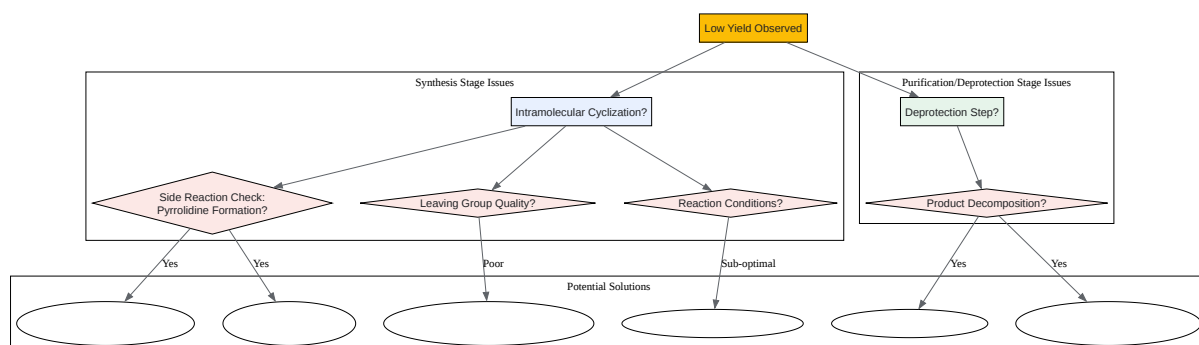 Low Yield Observed
Synthesis Stage Issues
Purification/Deprotection Stage Issues
Intramolecular Cyclization?
Deprotection Step?
Side Reaction Check:
Pyrrolidine Formation?
Leaving Group Quality?
Reaction Conditions?
Product Decomposition?
Yes
Yes
Poor
Sub-optimal
Yes
Yes
Potential Solutions